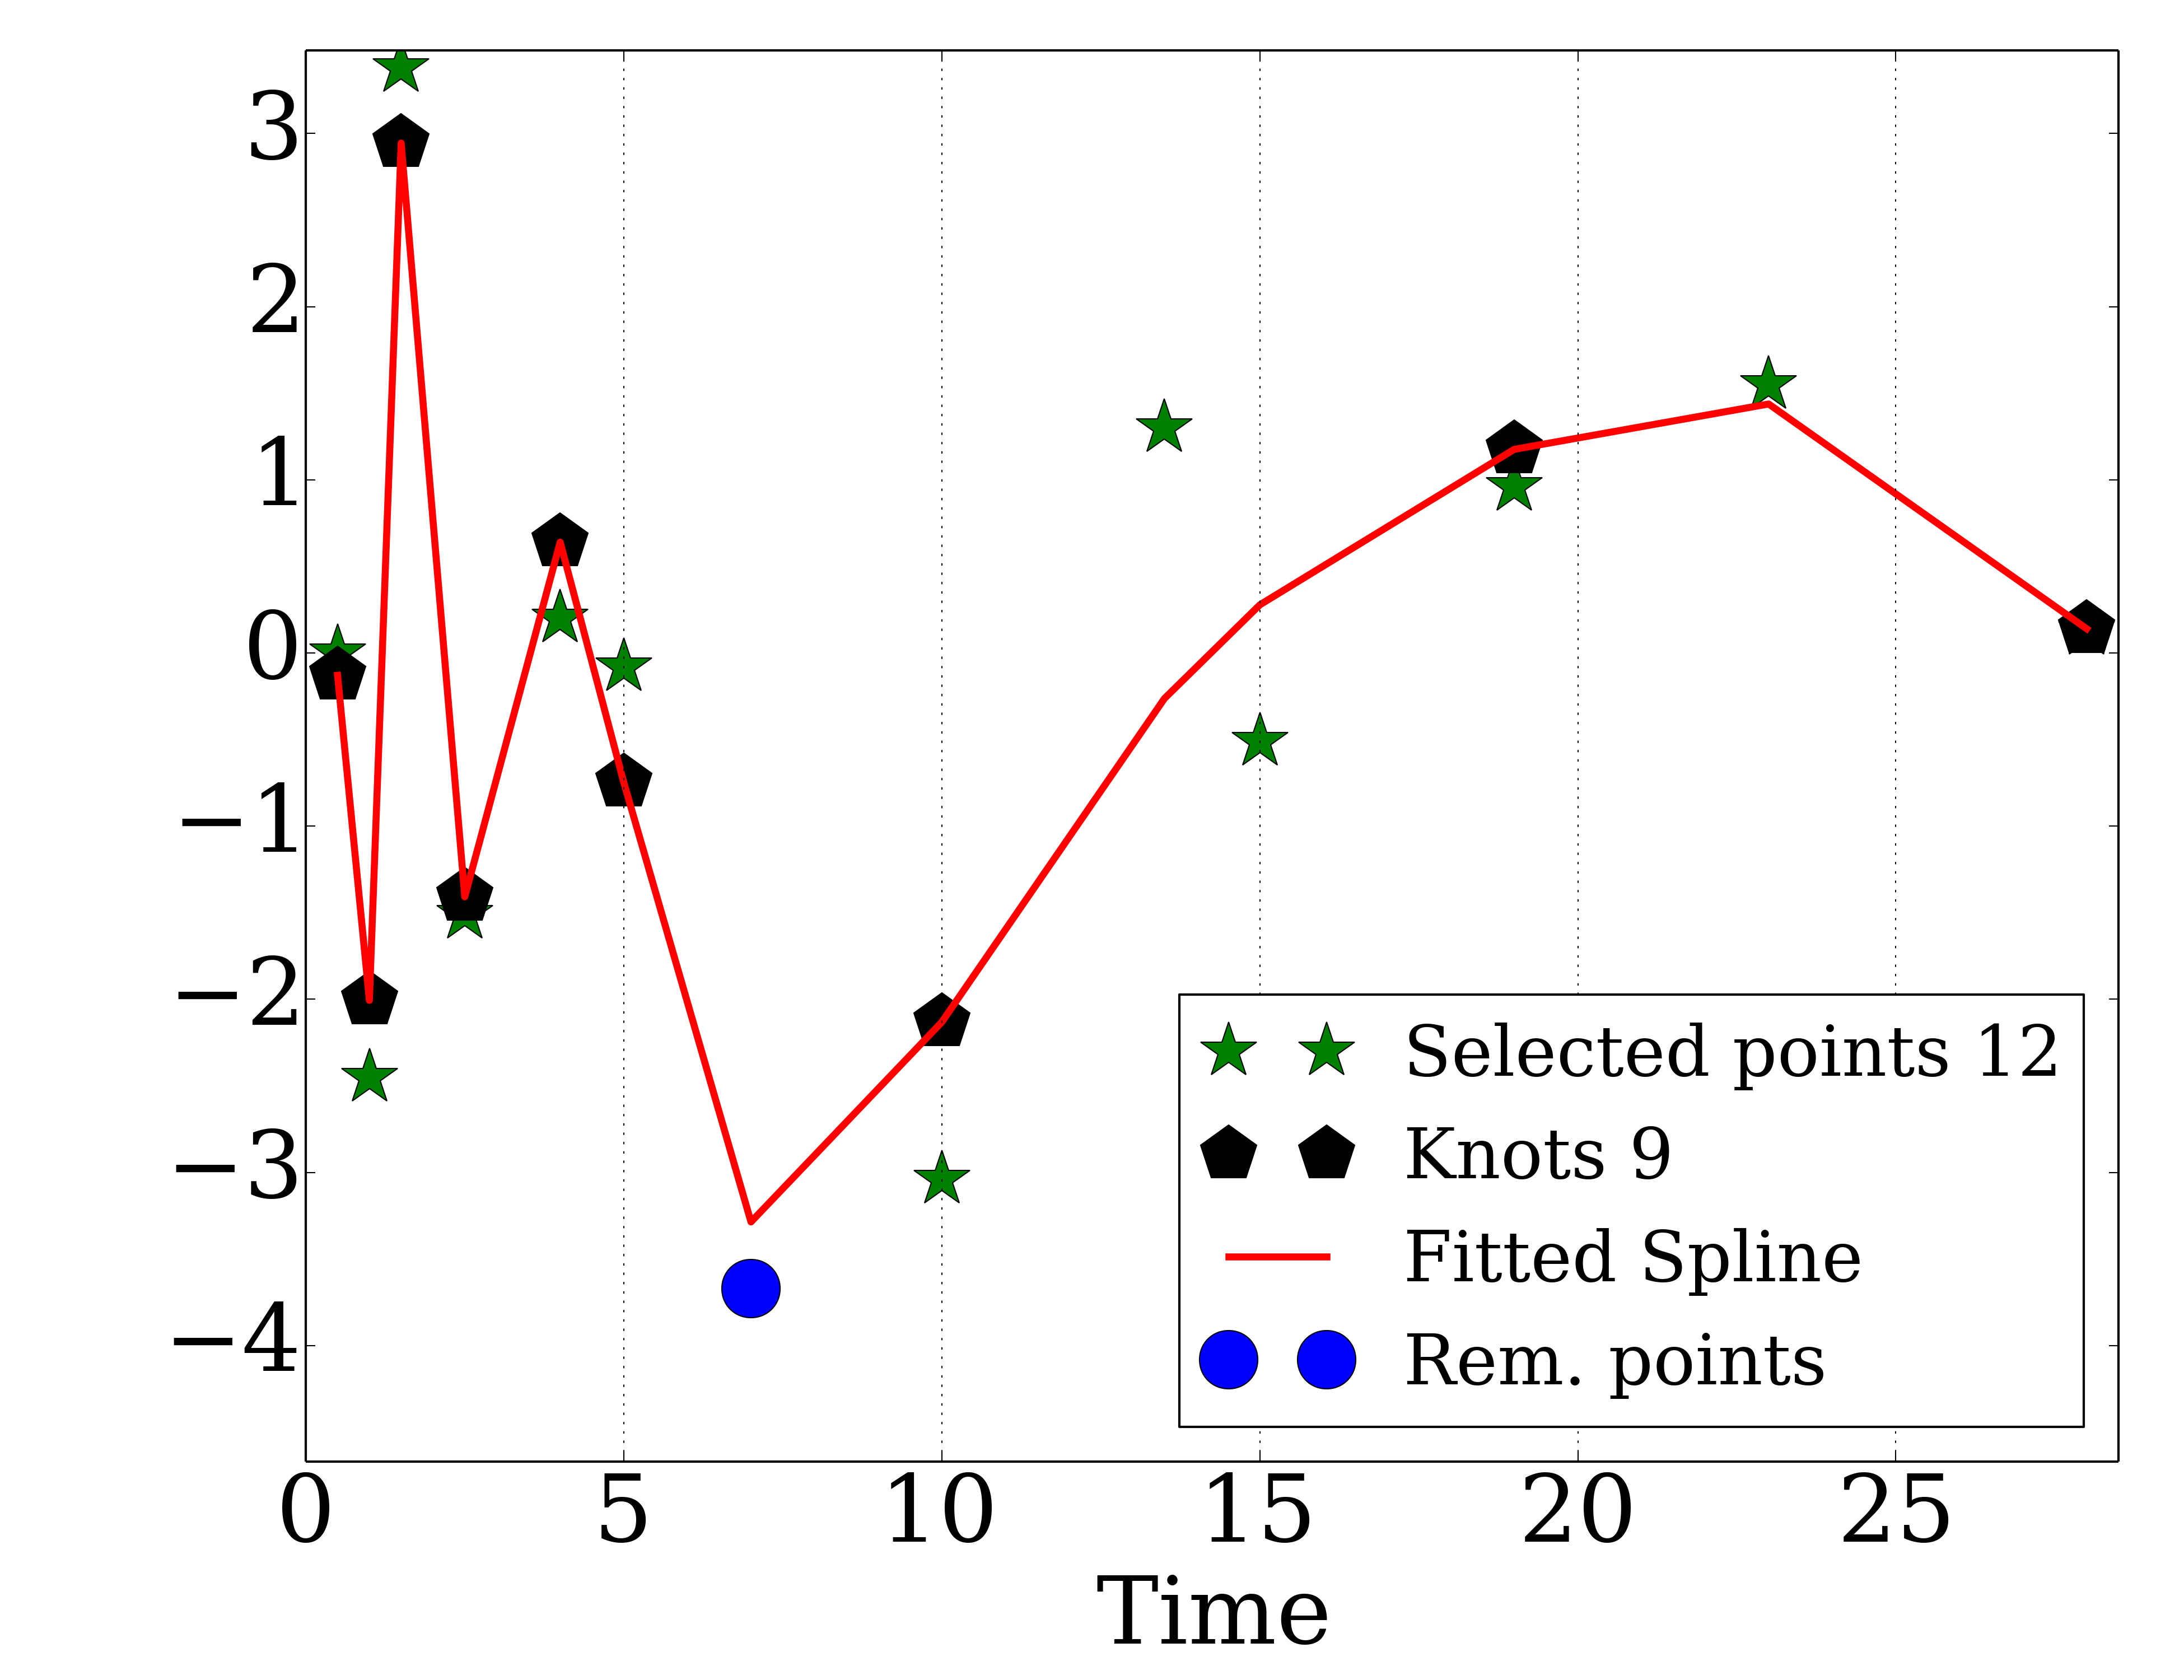 3
2
1
0
−1
−2
−3
−4
0 5 10 15 20 25
Time
Selected points 12
Knots 9
Fitted Spline
Rem. points